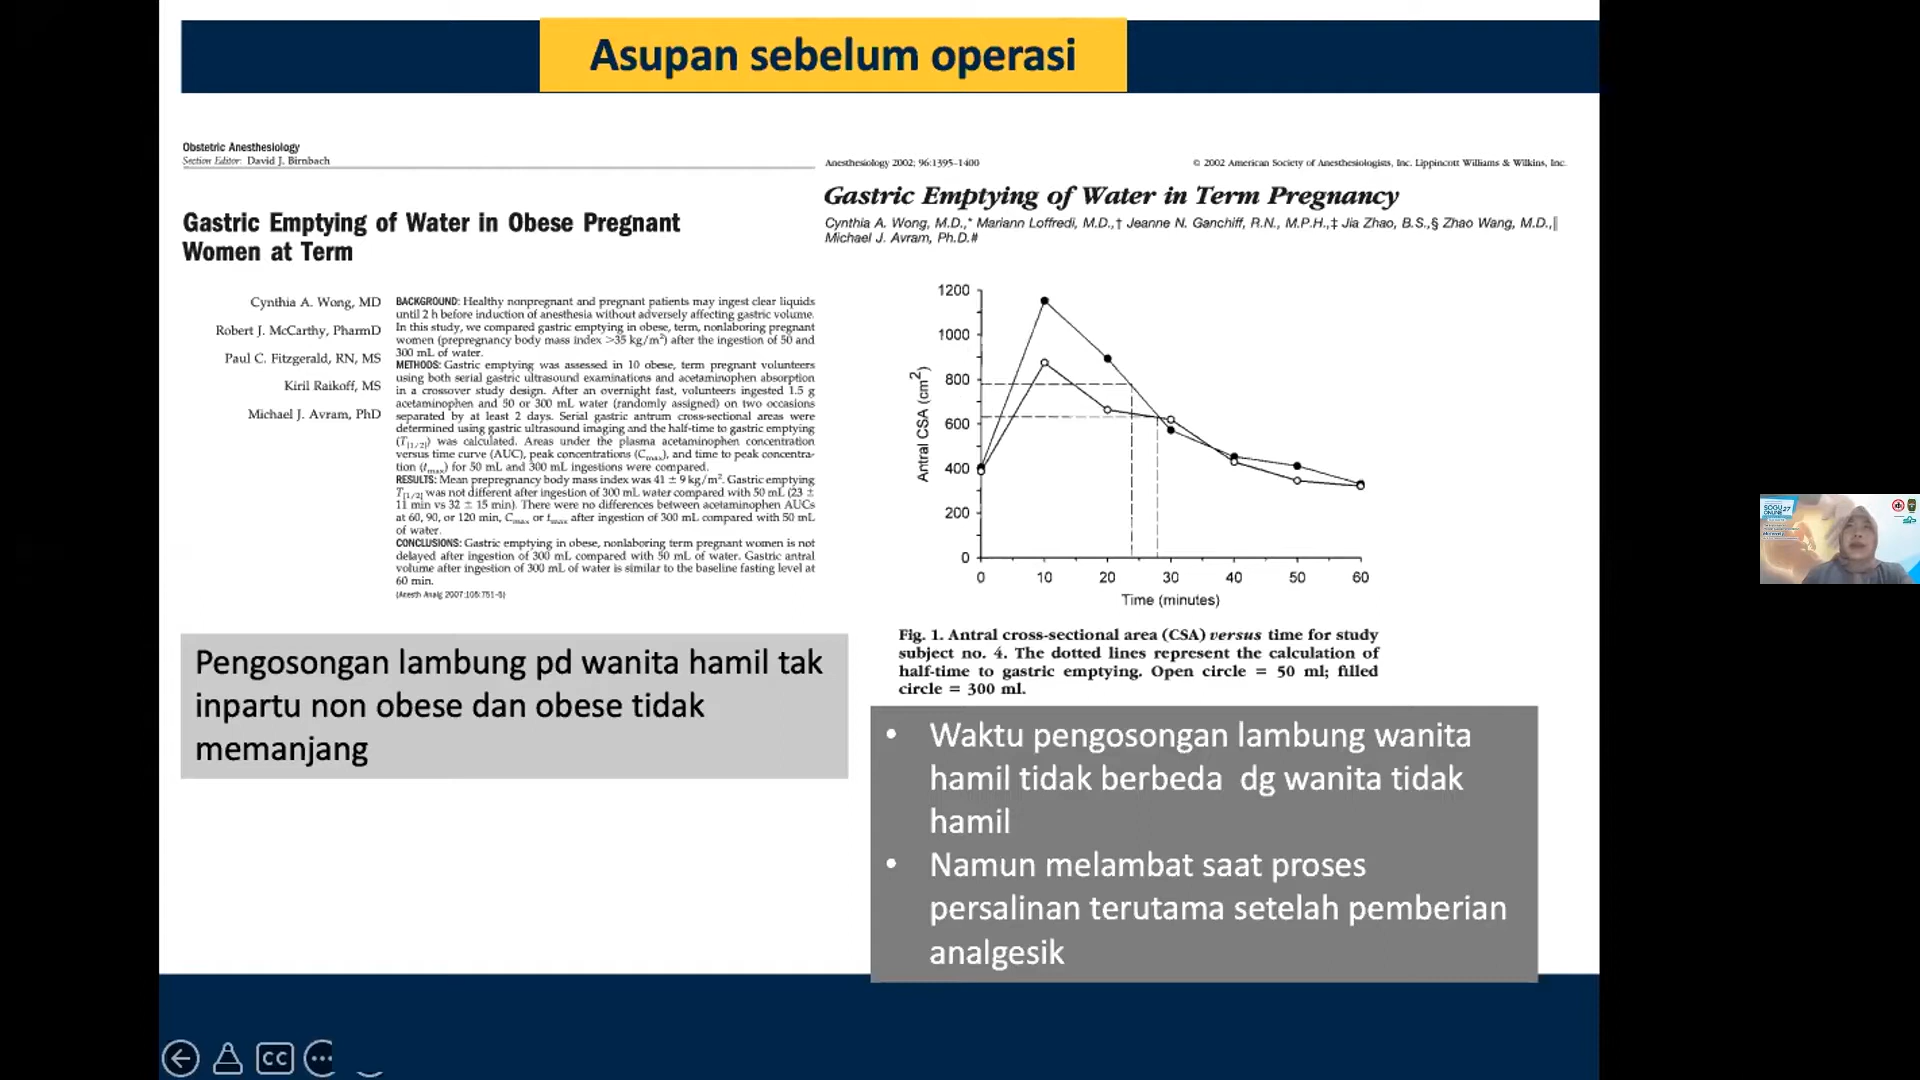 Asupan sebelum operasi
Obstetric Anesthesiology
Section Editor: David J. Birnbach
Gastric Emptying of Water in Obese Pregnant
Women at Term
Cynthia A. Wong, MD
Robert J. McCarthy, PharmD
Paul C. Fitzgerald, RN, MS
Kiril Raikoff, MS
Michael J. Avram, PhD
BACKGROUND: Healthy nonpregnant and pregnant patients may ingest clear liquids
until 2 h before induction of anesthesia without adversely affecting gastric volume.
In this study, we compared gastric emptying in obese, term, nonlaboring pregnant
women (prepregnancy body mass index >35 kg/m²) after the ingestion of 50 and
300 mL of water.
METHODS: Gastric emptying was assessed in 10 obese, term pregnant volunteers
using both serial gastric ultrasound examinations and acetaminophen absorption
in a crossover study design. After an overnight fast, volunteers ingested 1.5 g
acetaminophen and 50 or 300 mL water (randomly assigned) on two occasions
separated by at least 2 days. Serial gastric antrum cross-sectional areas were
determined using gastric ultrasound imaging and the half-time to gastric emptying
(T[1/2]) was calculated. Areas under the plasma acetaminophen concentration
versus time curve (AUC), peak concentrations (Cmax), and time to peak concentra-
tion (tmax) for 50 mL and 300 mL ingestions were compared.
RESULTS: Mean prepregnancy body mass index was 41 ± 9 kg/m². Gastric emptying
T[1/2] was not different after ingestion of 300 mL water compared with 50 mL (23 ±
11 min vs 32 ± 15 min). There were no differences between acetaminophen AUCs
at 60, 90, or 120 min, Cmax or tmax after ingestion of 300 mL compared with 50 mL
of water.
CONCLUSIONS: Gastric emptying in obese, nonlaboring term pregnant women is not
delayed after ingestion of 300 mL compared with 50 mL of water. Gastric antral
volume after ingestion of 300 mL of water is similar to the baseline fasting level at
60 min.
(Anesth Analg 2007;105:751–5)
Pengosongan lambung pd wanita hamil tak
inpartu non obese dan obese tidak
memanjang
Anesthesiology 2002; 96:1395–1400
© 2002 American Society of Anesthesiologists, Inc. Lippincott Williams & Wilkins, Inc.
Gastric Emptying of Water in Term Pregnancy
Cynthia A. Wong, M.D.,* Mariann Loffredi, M.D.,† Jeanne N. Ganchiff, R.N., M.P.H.,‡ Jia Zhao, B.S.,§ Zhao Wang, M.D.,||
Michael J. Avram, Ph.D.#
Antral CSA (cm²)
1200
1000
800
600
400
200
0
0 10 20 30 40 50 60
Time (minutes)
Fig. 1. Antral cross-sectional area (CSA) versus time for study
subject no. 4. The dotted lines represent the calculation of
half-time to gastric emptying. Open circle = 50 ml; filled
circle = 300 ml.
• Waktu pengosongan lambung wanita
hamil tidak berbeda dg wanita tidak
hamil
• Namun melambat saat proses
persalinan terutama setelah pemberian
analgesik
CC
SOGU 27
ONLINE